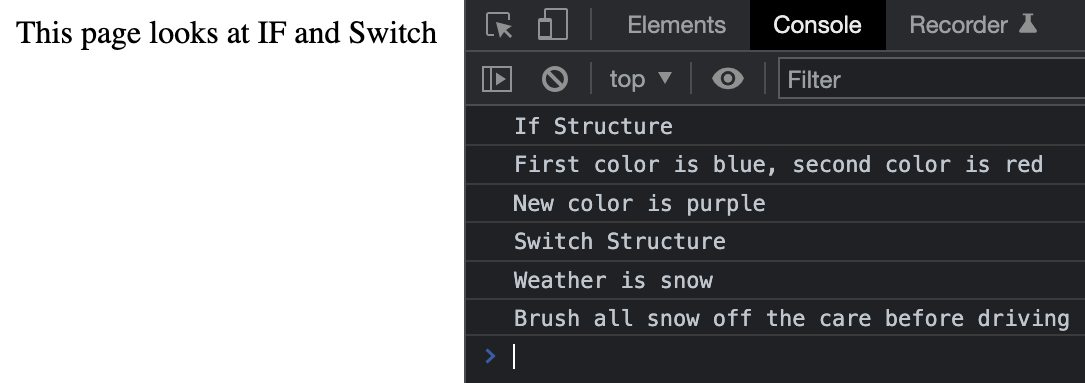 This page looks at IF and Switch
Elements Console Recorder
top Filter
If Structure
First color is blue, second color is red
New color is purple
Switch Structure
Weather is snow
Brush all snow off the care before driving